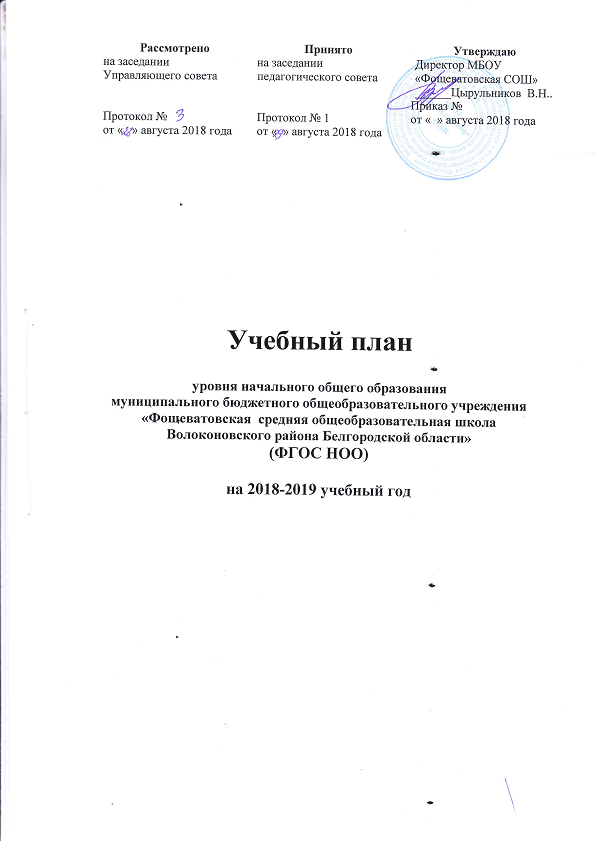 Рассмотрено
на заседании
Управляющего совета
Протокол № 3
от « » августа 2018 года
Принято
на заседании
педагогического совета
Протокол № 1
от « » августа 2018 года
Утверждаю
Директор МБОУ
«Фощеватовская СОШ»
Цырульников В.Н..
Приказ №
от « » августа 2018 года
Учебный план
уровня начального общего образования
муниципального бюджетного общеобразовательного учреждения
«Фощеватовская средняя общеобразовательная школа
Волоконовского района Белгородской области»
(ФГОС НОО)
на 2018-2019 учебный год